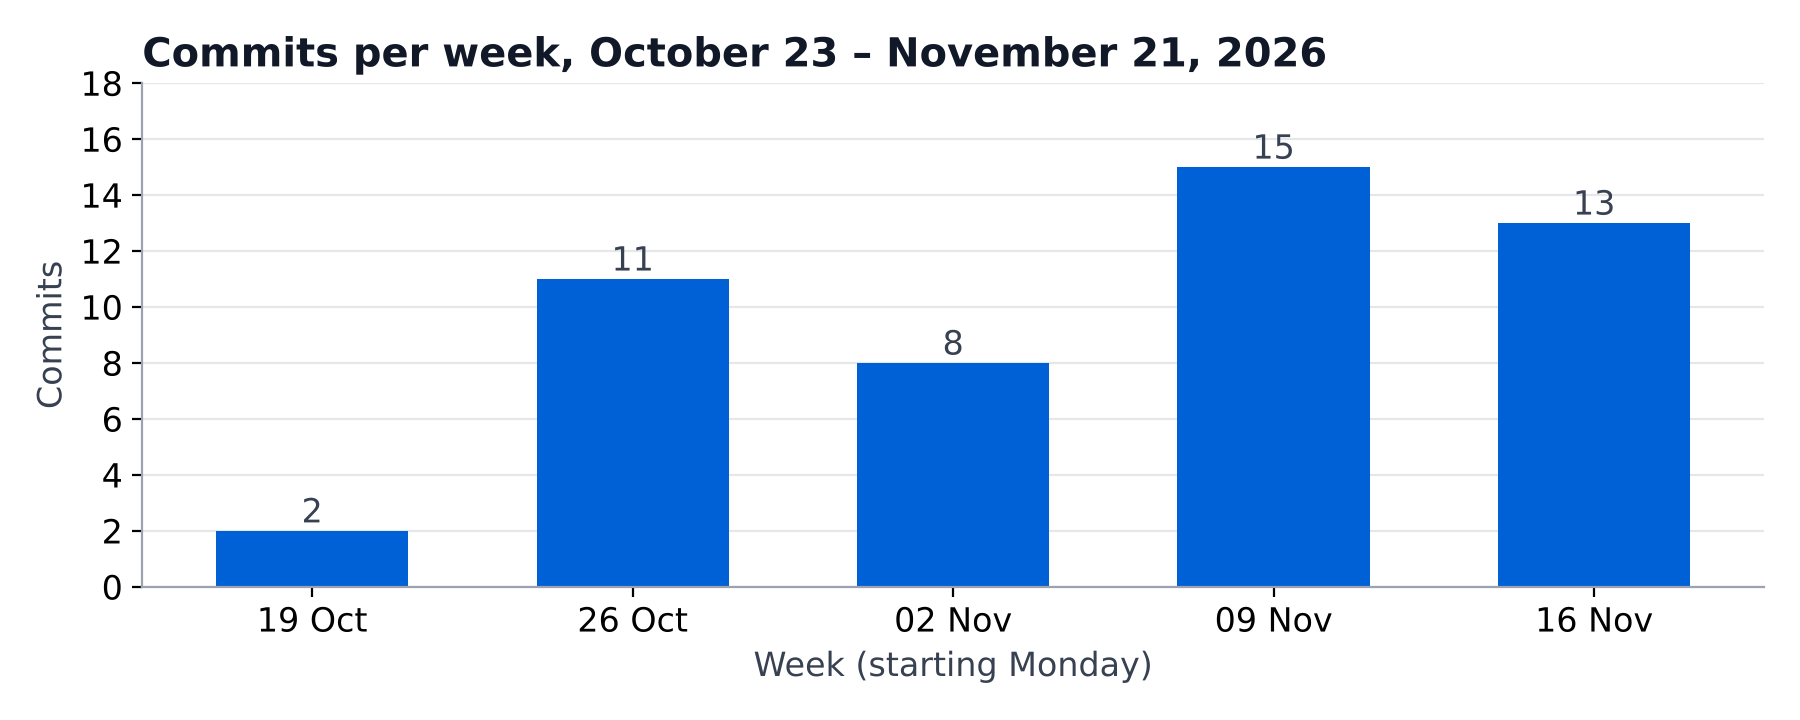 Commits per week, October 23 – November 21, 2026
18
16
14
12
10
8
6
4
2
0
Commits
2
11
8
15
13
19 Oct
26 Oct
02 Nov
09 Nov
16 Nov
Week (starting Monday)